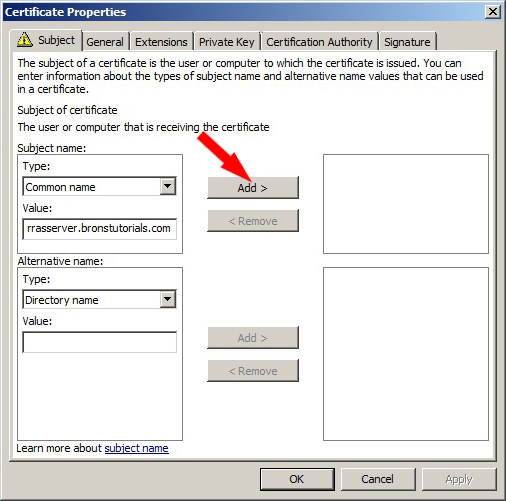 Certificate Properties
Subject General Extensions Private Key Certification Authority Signature
The subject of a certificate is the user or computer to which the certificate is issued. You can
enter information about the types of subject name and alternative name values that can be used
in a certificate.
Subject of certificate
The user or computer that is receiving the certificate
Subject name:
Type:
Common name
Add >
Value:
rrasserver.bronstutorials.com
< Remove
Alternative name:
Type:
Directory name
Value:
Add >
< Remove
Learn more about subject name
OK Cancel Apply